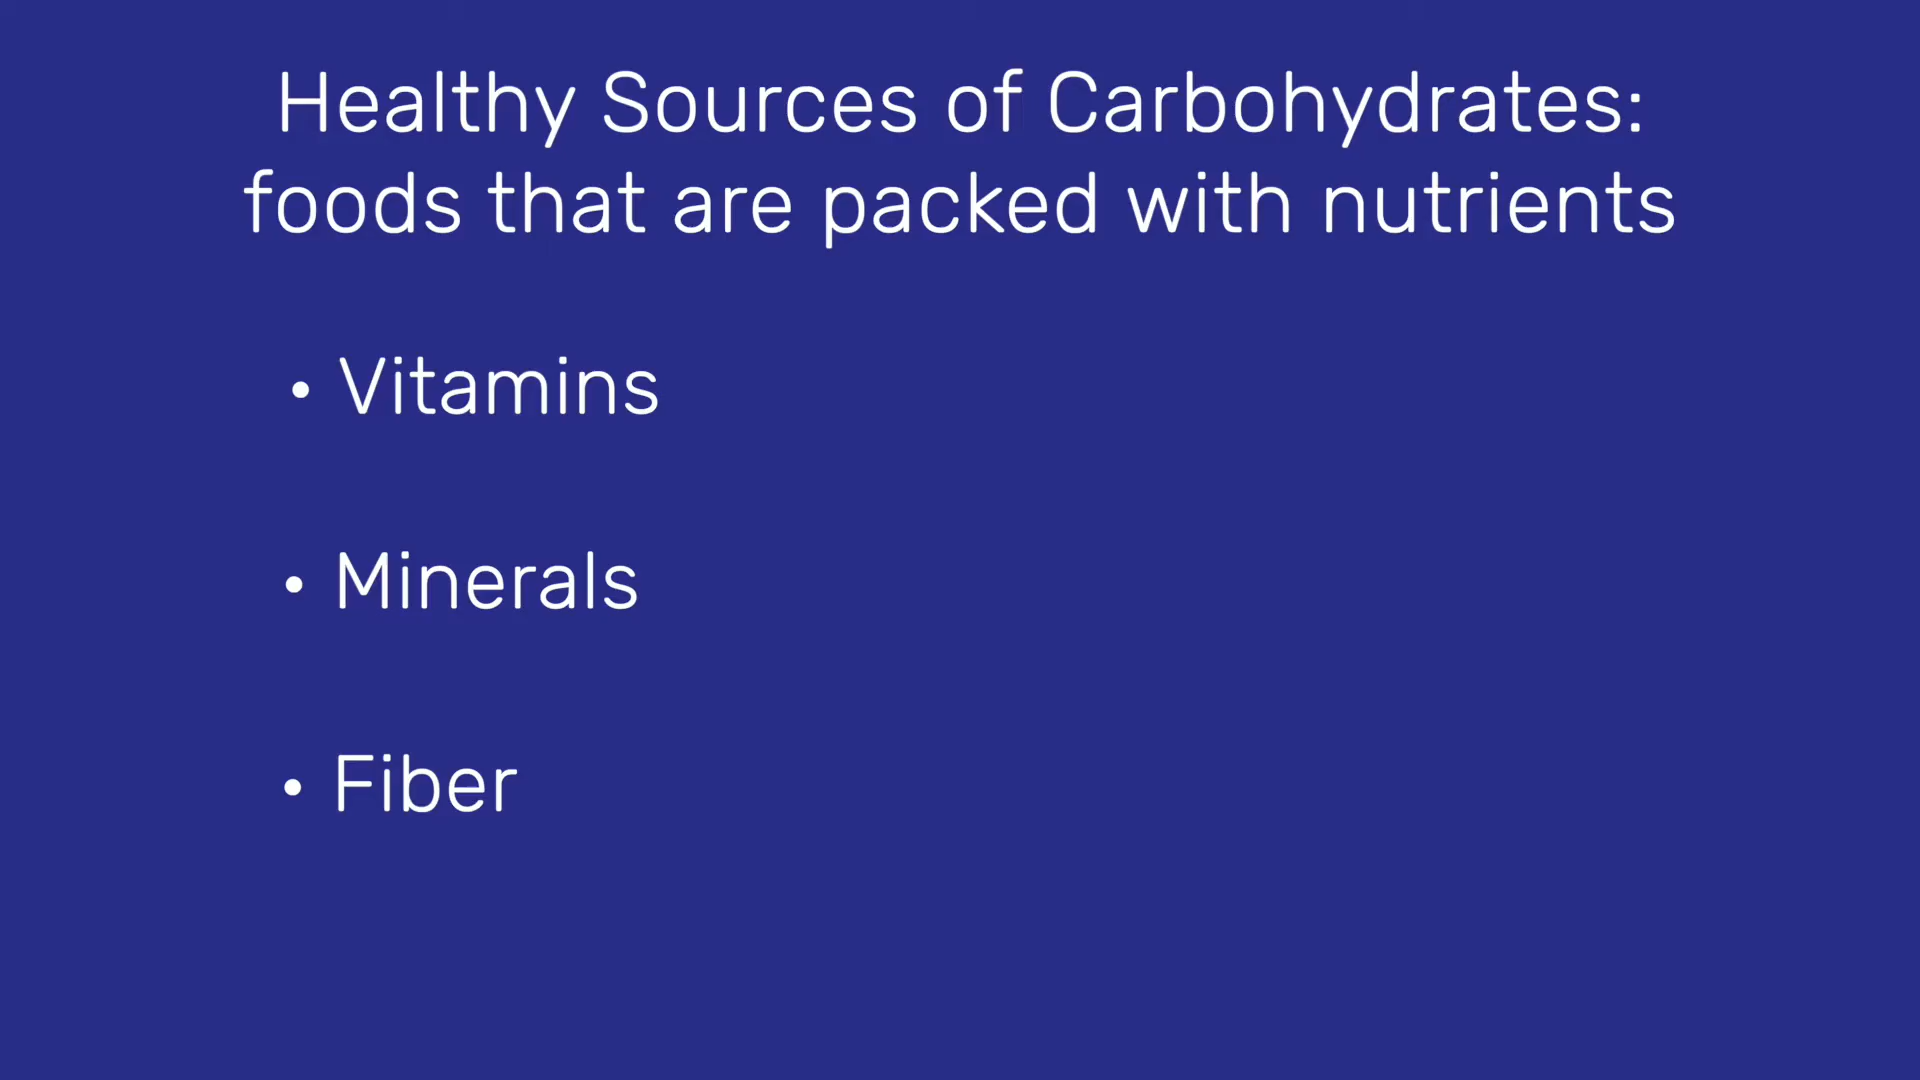 Healthy Sources of Carbohydrates:
foods that are packed with nutrients
• Vitamins
• Minerals
• Fiber